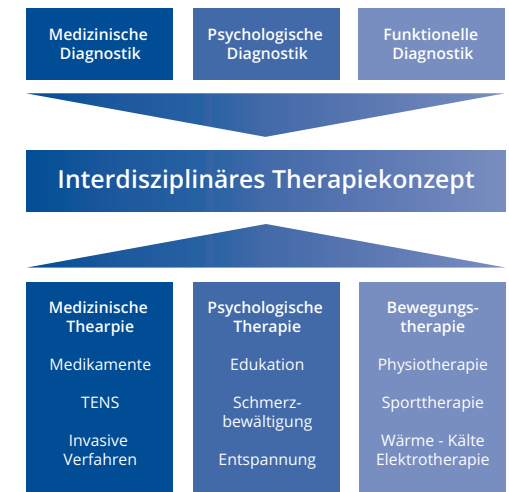 Medizinische
Diagnostik
Psychologische
Diagnostik
Funktionelle
Diagnostik
Interdisziplinäres Therapiekonzept
Medizinische
Thearpie
Medikamente
TENS
Invasive
Verfahren
Psychologische
Therapie
Edukation
Schmerz-
bewältigung
Entspannung
Bewegungs-
therapie
Physiotherapie
Sporttherapie
Wärme - Kälte
Elektrotherapie